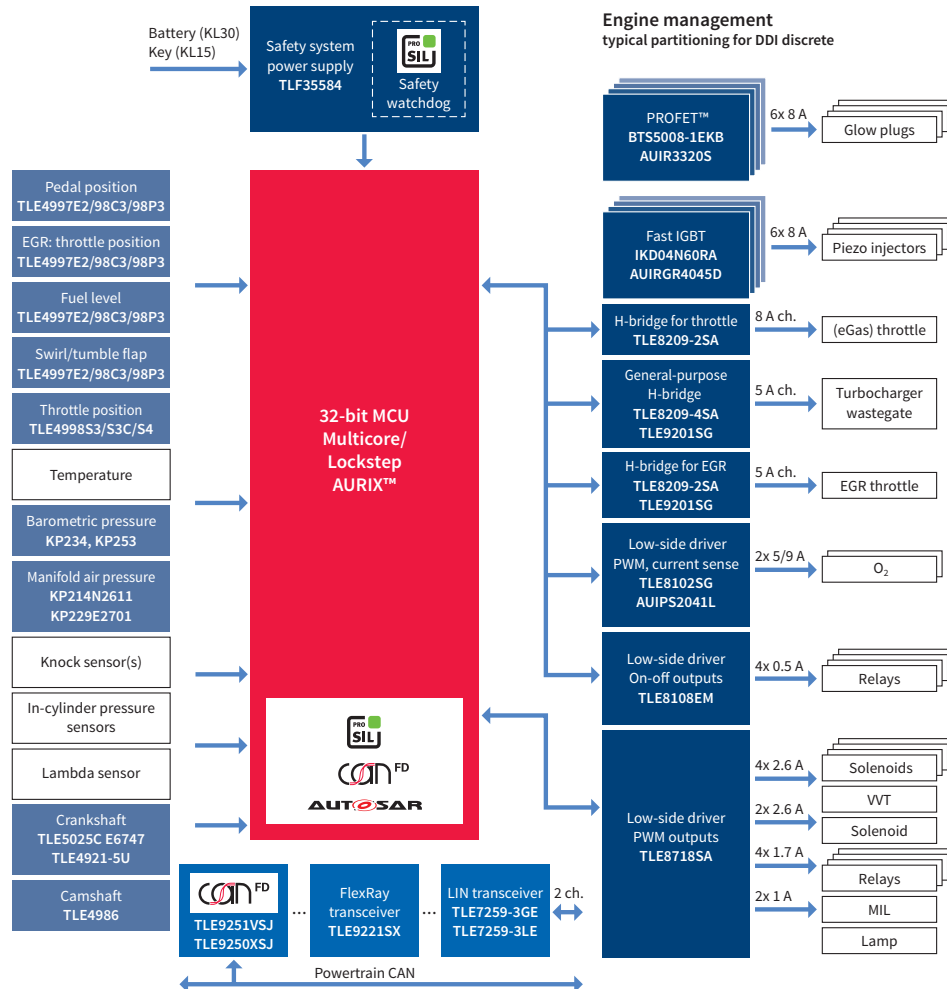 Engine management
typical partitioning for DDI discrete
Battery (KL30)
Key (KL15)
Safety system
power supply
TLF35584
PRO
SIL
Safety
watchdog
Pedal position
TLE4997E2/98C3/98P3
EGR: throttle position
TLE4997E2/98C3/98P3
Fuel level
TLE4997E2/98C3/98P3
Swirl/tumble flap
TLE4997E2/98C3/98P3
Throttle position
TLE4998S3/S3C/S4
Temperature
Barometric pressure
KP234, KP253
Manifold air pressure
KP214N2611
KP229E2701
Knock sensor(s)
In-cylinder pressure
sensors
Lambda sensor
Crankshaft
TLE5025C E6747
TLE4921-5U
Camshaft
TLE4986
32-bit MCU
Multicore/
Lockstep
AURIX™
PRO
SIL
CAN FD
AUTOSAR
CAN FD
TLE9251VSJ
TLE9250XSJ
...
FlexRay
transceiver
TLE9221SX
...
LIN transceiver
TLE7259-3GE
TLE7259-3LE
2 ch.
Powertrain CAN
PROFET™
BTS5008-1EKB
AUIR3320S
6x 8 A
Glow plugs
Fast IGBT
IKD04N60RA
AUIRGR4045D
6x 8 A
Piezo injectors
H-bridge for throttle
TLE8209-2SA
8 A ch.
(eGas) throttle
General-purpose
H-bridge
TLE8209-4SA
TLE9201SG
5 A ch.
Turbocharger
wastegate
H-bridge for EGR
TLE8209-2SA
TLE9201SG
5 A ch.
EGR throttle
Low-side driver
PWM, current sense
TLE8102SG
AUIPS2041L
2x 5/9 A
O₂
Low-side driver
On-off outputs
TLE8108EM
4x 0.5 A
Relays
Low-side driver
PWM outputs
TLE8718SA
4x 2.6 A
Solenoids
VVT
2x 2.6 A
Solenoid
4x 1.7 A
Relays
2x 1 A
MIL
Lamp